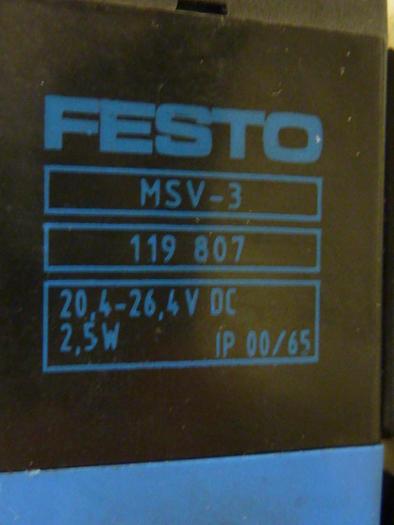 FESTO
MSV-3
119 807
20,4-26,4V DC
2,5W IP 00/65